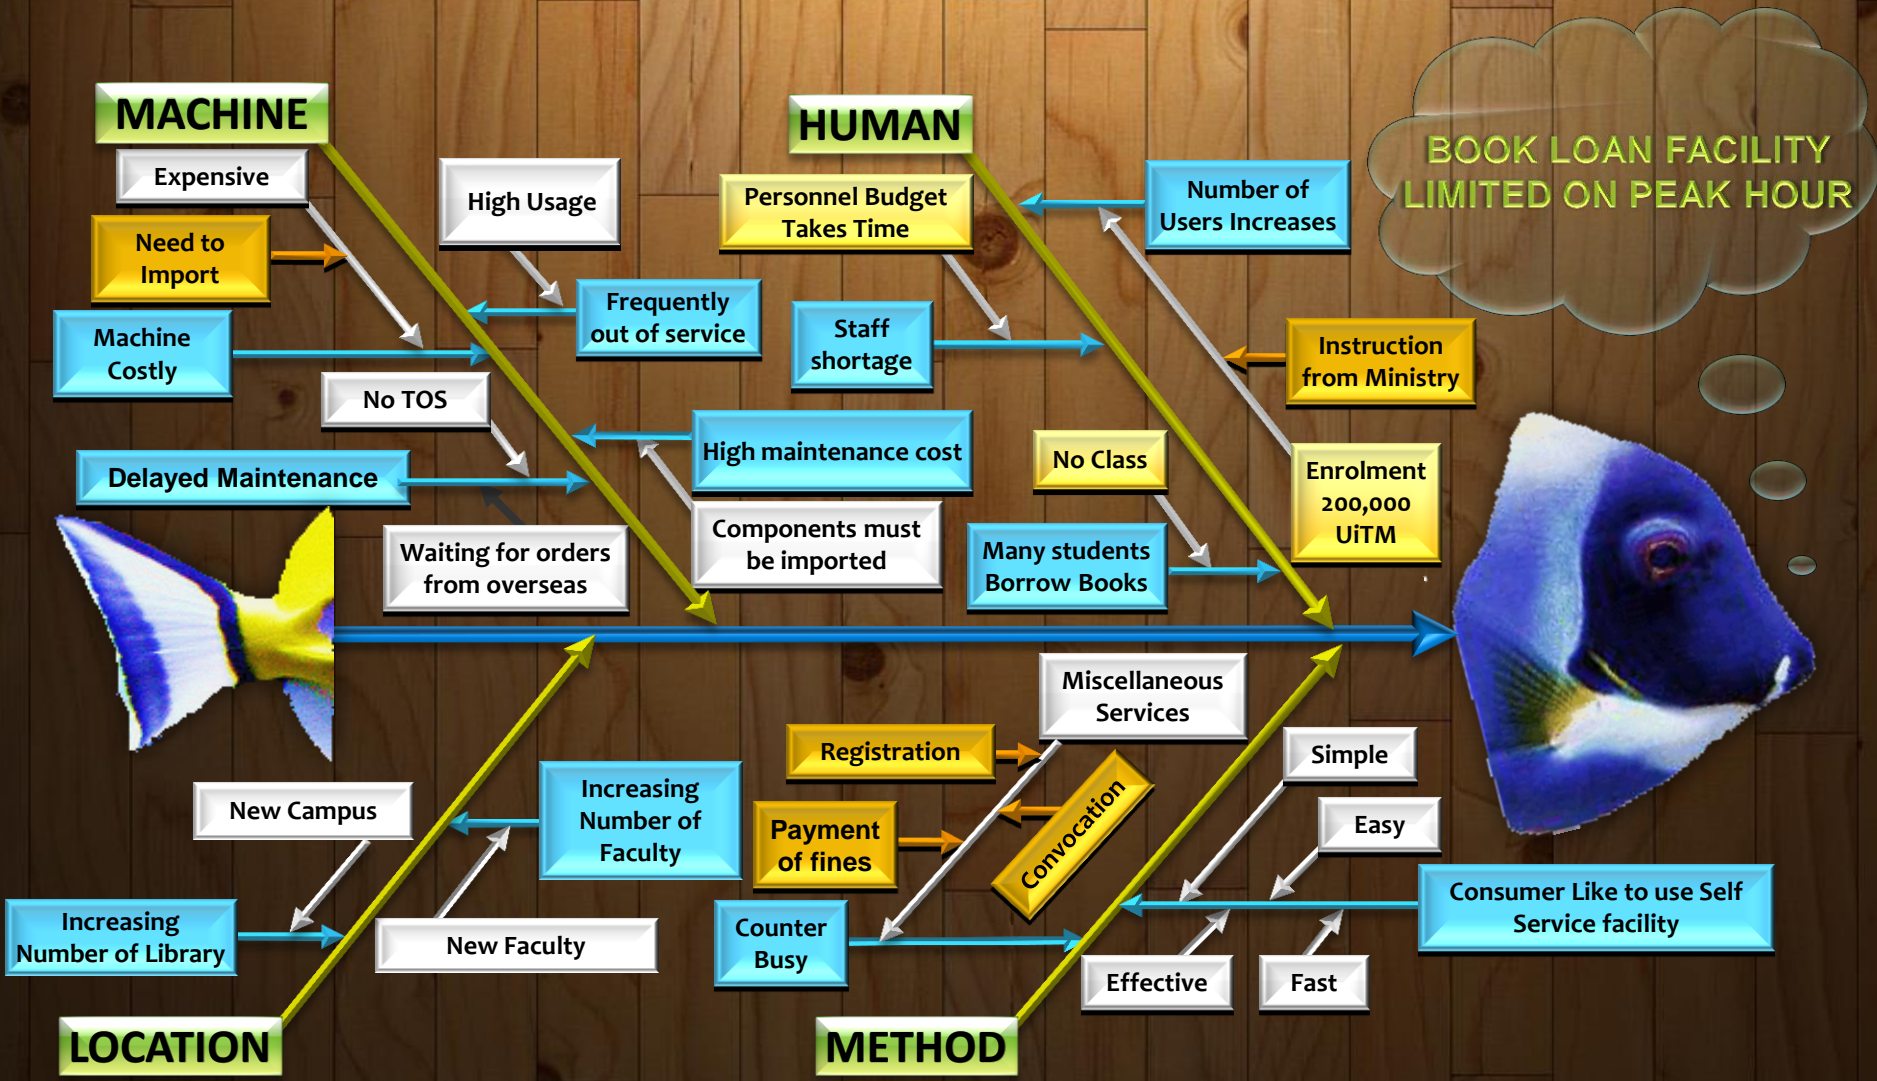 MACHINE
HUMAN
BOOK LOAN FACILITY
LIMITED ON PEAK HOUR
Expensive
High Usage
Personnel Budget
Takes Time
Number of
Users Increases
Need to
Import
Frequently
out of service
Staff
shortage
Machine
Costly
Instruction
from Ministry
No TOS
High maintenance cost
No Class
Enrolment
200,000
UiTM
Delayed Maintenance
Waiting for orders
from overseas
Components must
be imported
Many students
Borrow Books
Miscellaneous
Services
Registration
Simple
New Campus
Increasing
Number of
Faculty
Payment
of fines
Convocation
Easy
Increasing
Number of Library
New Faculty
Counter
Busy
Consumer Like to use Self
Service facility
Effective
Fast
LOCATION
METHOD